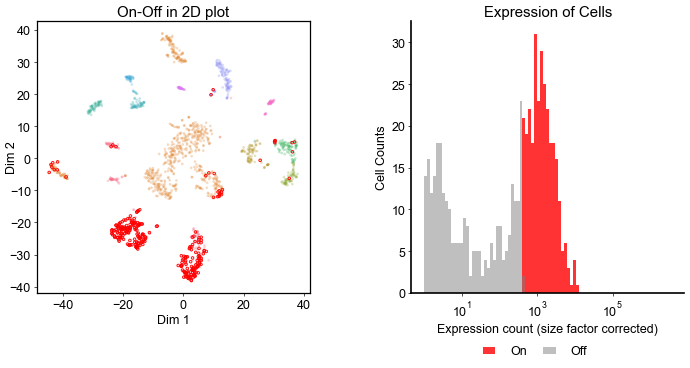 On-Off in 2D plot
40
30
20
10
0
−10
−20
−30
−40
Dim 2
−40 −20 0 20 40
Dim 1
Expression of Cells
30
25
20
15
10
5
0
Cell Counts
10^1 10^3 10^5
Expression count (size factor corrected)
On Off